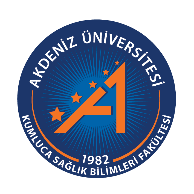 AKDENİZ ÜNİVERSİTESİ
1982
KUMLUCA SAĞLIK BİLİMLERİ FAKÜLTESİ